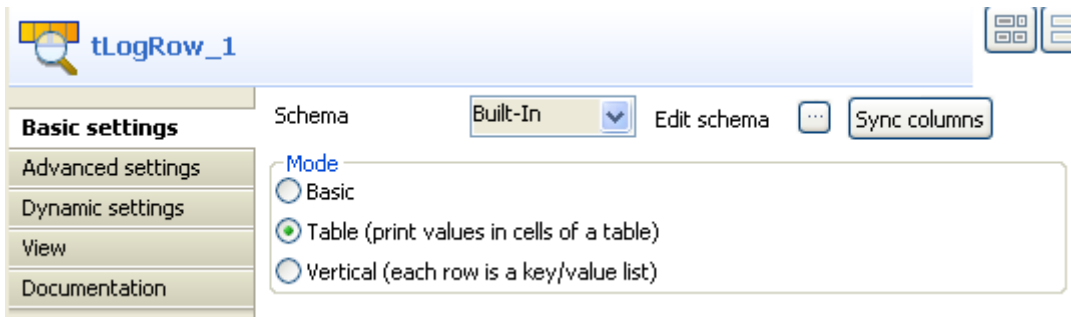 tLogRow_1
Basic settings
Advanced settings
Dynamic settings
View
Documentation
Schema Built-In Edit schema ... Sync columns
Mode
Basic
Table (print values in cells of a table)
Vertical (each row is a key/value list)